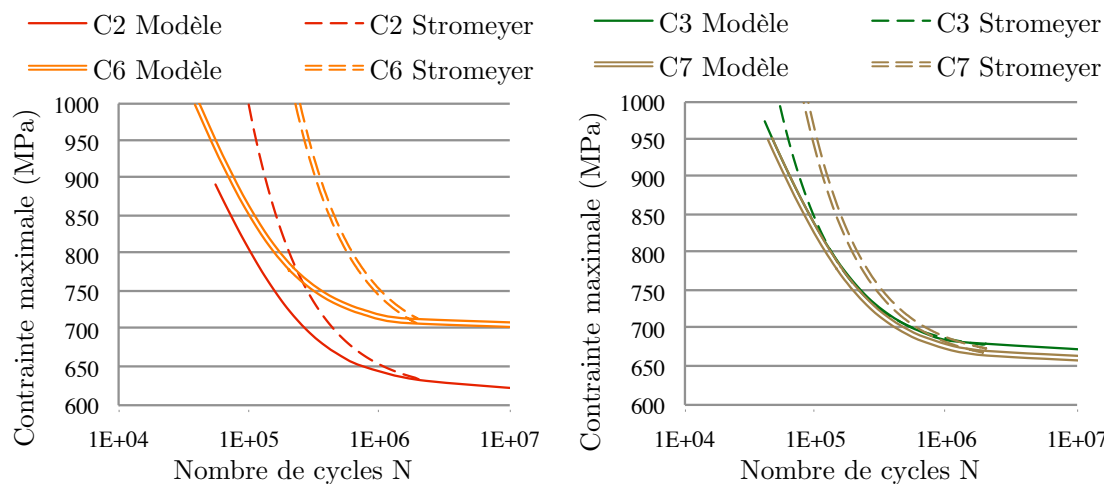 C2 Modèle
C2 Stromeyer
C6 Modèle
C6 Stromeyer
Contrainte maximale (MPa)
1000
950
900
850
800
750
700
650
600
1E+04
1E+05
1E+06
1E+07
Nombre de cycles N
C3 Modèle
C3 Stromeyer
C7 Modèle
C7 Stromeyer
Contrainte maximale (MPa)
1000
950
900
850
800
750
700
650
600
1E+04
1E+05
1E+06
1E+07
Nombre de cycles N